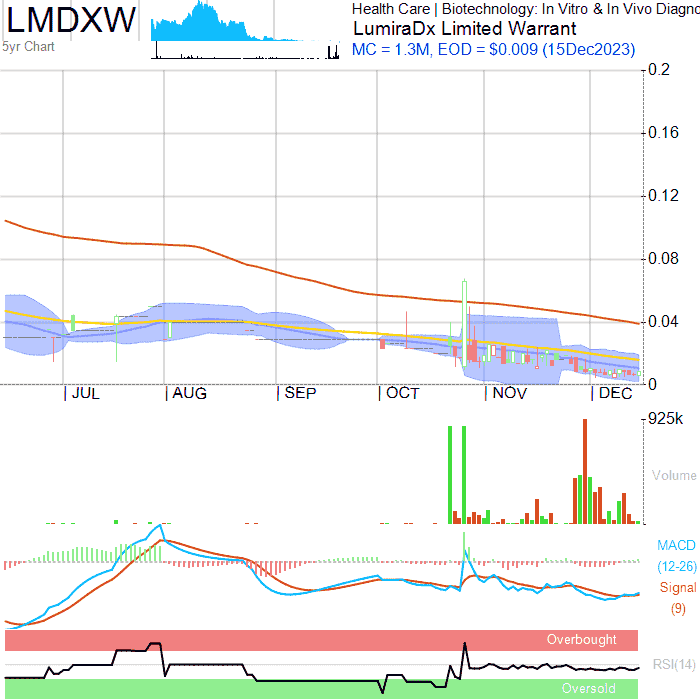 LMDXW
Health Care | Biotechnology: In Vitro & In Vivo Diagno
LumiraDx Limited Warrant
5yr Chart
MC = 1.3M, EOD = $0.009 (15Dec2023)
0.2
0.16
0.12
0.08
0.04
0
JUL
AUG
SEP
OCT
NOV
DEC
925k
Volume
MACD
(12-26)
Signal
(9)
Overbought
RSI(14)
Oversold